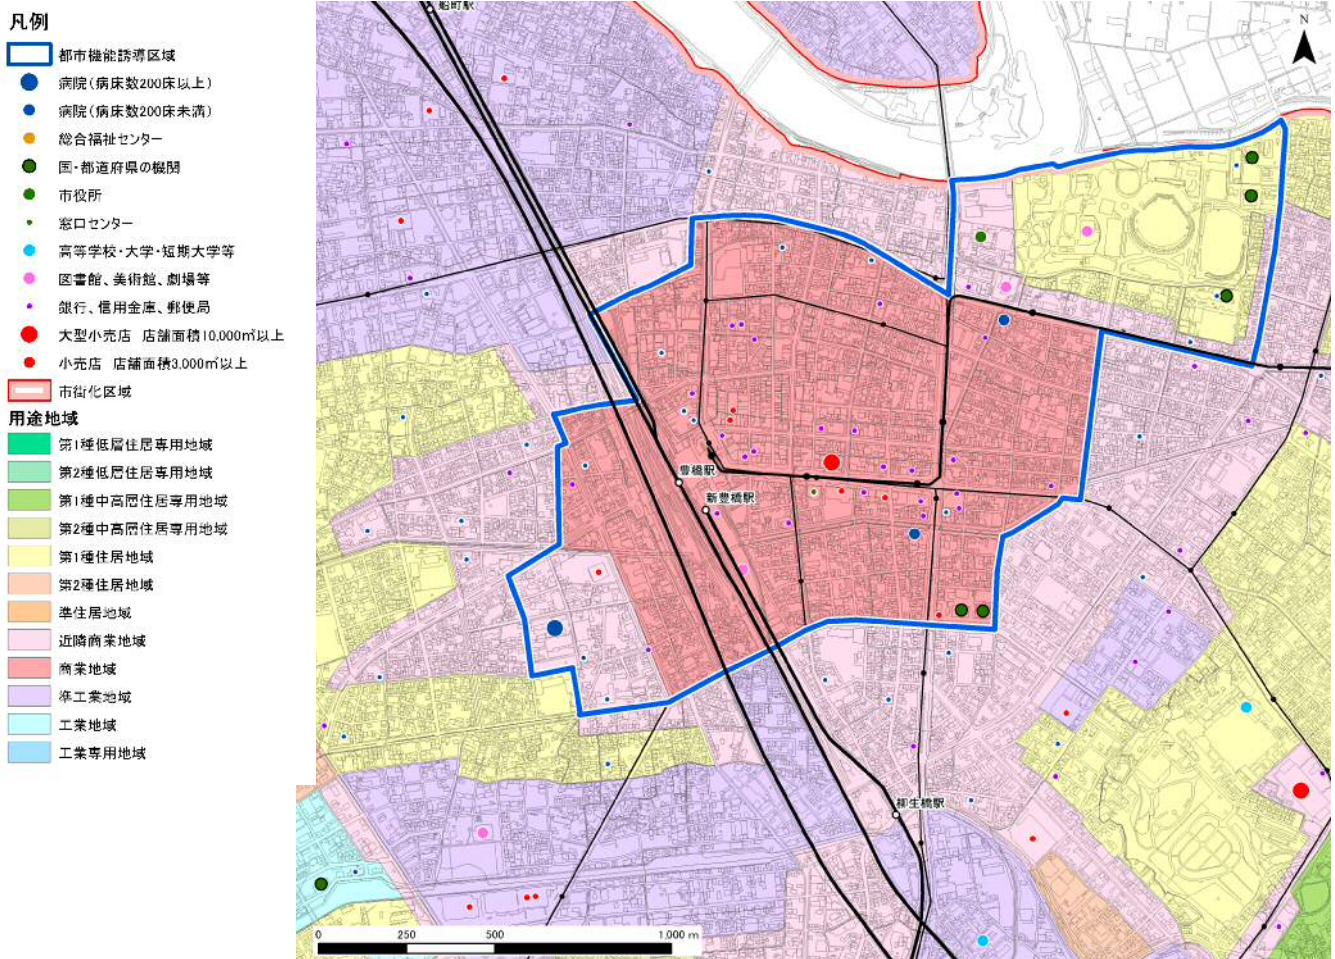 凡例
都市機能誘導区域
病院(病床数200床以上)
病院(病床数200床未満)
総合福祉センター
国・都道府県の機関
市役所
窓口センター
高等学校・大学・短期大学等
図書館、美術館、劇場等
銀行、信用金庫、郵便局
大型小売店 店舗面積10,000㎡以上
小売店 店舗面積3,000㎡以上
市街化区域
用途地域
第1種低層住居専用地域
第2種低層住居専用地域
第1種中高層住居専用地域
第2種中高層住居専用地域
第1種住居地域
第2種住居地域
準住居地域
近隣商業地域
商業地域
準工業地域
工業地域
工業専用地域
船町駅
N
豊橋駅
新豊橋駅
柳生橋駅
0 250 500 1,000 m